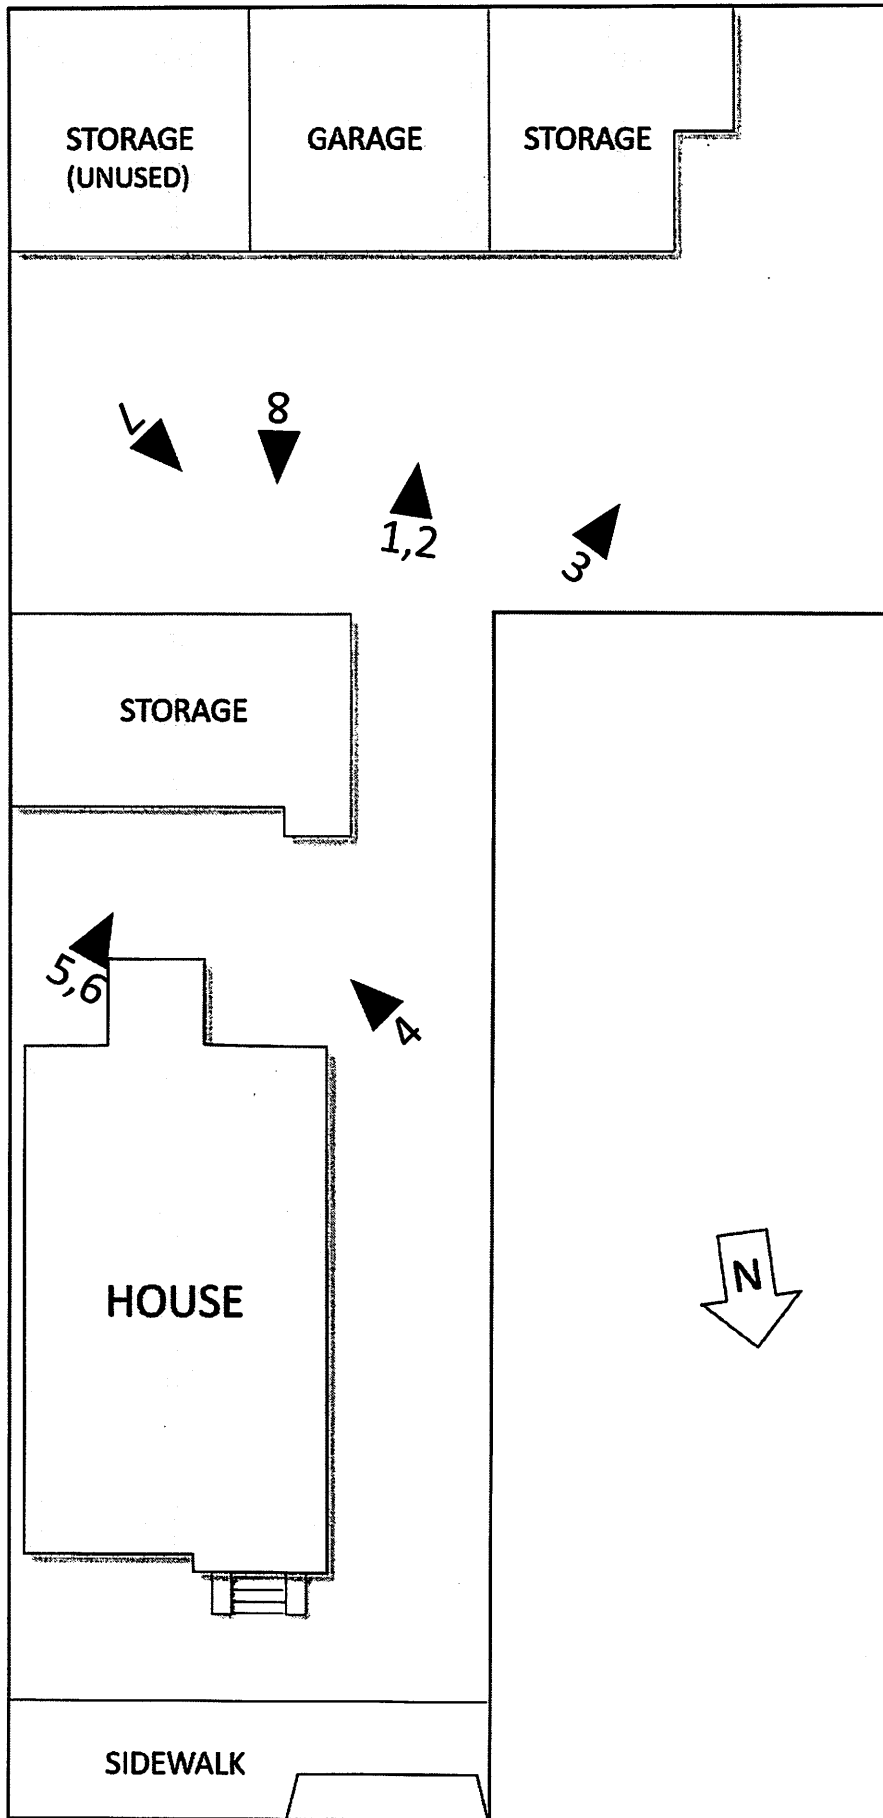 STORAGE
(UNUSED)
GARAGE
STORAGE
7
8
1,2
3
STORAGE
5,6
4
HOUSE
N
SIDEWALK